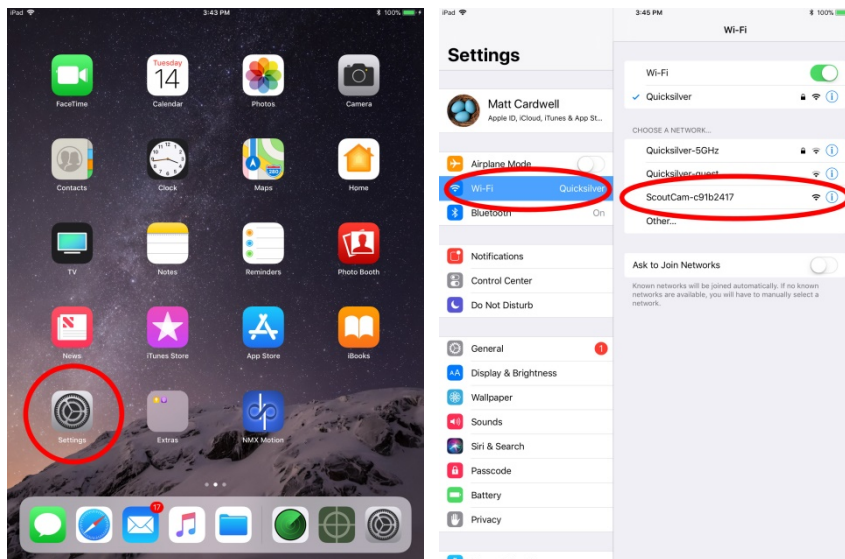 iPad 3:43 PM 100%
Tuesday
14
FaceTime Calendar Photos Camera
Contacts Clock Maps Home
TV Notes Reminders Photo Booth
News iTunes Store App Store iBooks
Settings Extras NMX Motion
17
iPad 3:45 PM 100%
Settings
Matt Cardwell
Apple ID, iCloud, iTunes & App St...
Airplane Mode
Wi-Fi Quicksilver
Bluetooth On
Notifications
Control Center
Do Not Disturb
General 1
AA Display & Brightness
Wallpaper
Sounds
Siri & Search
Passcode
Battery
Privacy
Wi-Fi
Wi-Fi
Quicksilver
CHOOSE A NETWORK...
Quicksilver-5GHz
Quicksilver-guest
ScoutCam-c91b2417
Other...
Ask to Join Networks
Known networks will be joined automatically. If no known
networks are available, you will have to manually select a
network.